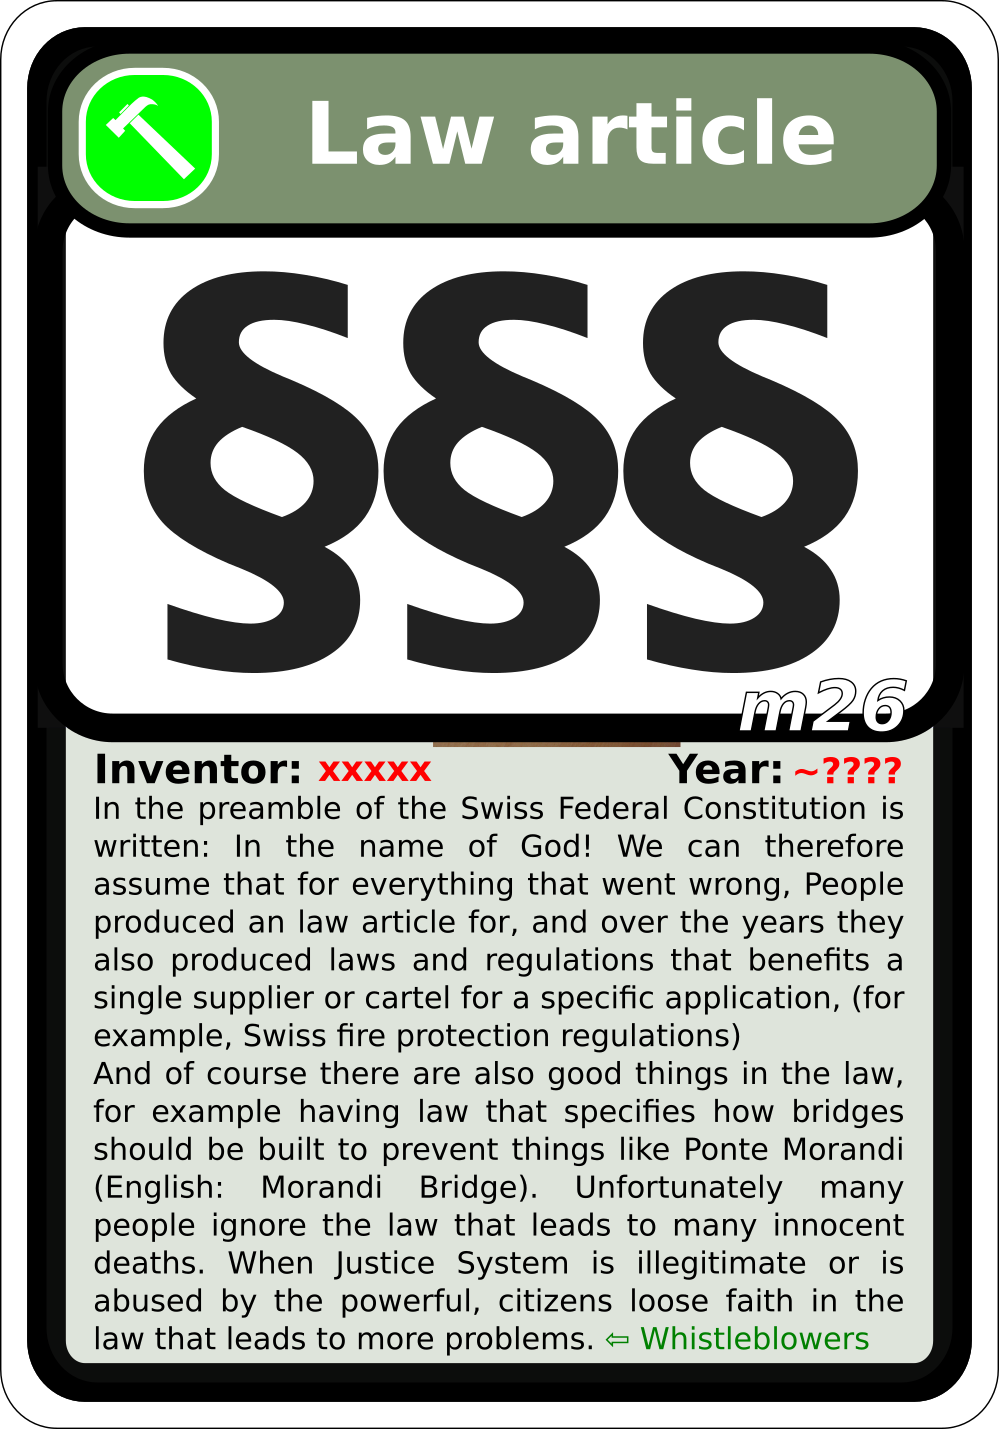 Law article
§§§
m26
Inventor: xxxxx Year: ~????
In the preamble of the Swiss Federal Constitution is
written: In the name of God! We can therefore
assume that for everything that went wrong, People
produced an law article for, and over the years they
also produced laws and regulations that benefits a
single supplier or cartel for a specific application, (for
example, Swiss fire protection regulations)
And of course there are also good things in the law,
for example having law that specifies how bridges
should be built to prevent things like Ponte Morandi
(English: Morandi Bridge). Unfortunately many
people ignore the law that leads to many innocent
deaths. When Justice System is illegitimate or is
abused by the powerful, citizens loose faith in the
law that leads to more problems. ⇦ Whistleblowers